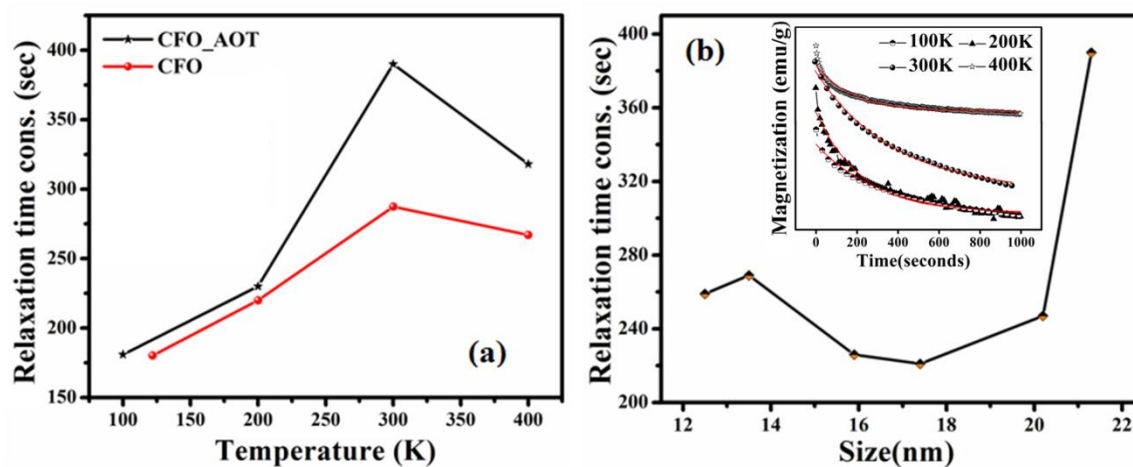 CFO_AOT
CFO
Relaxation time cons. (sec)
400
350
300
250
200
150
(a)
100 150 200 250 300 350 400
Temperature (K)
(b)
Relaxation time cons. (sec)
400
360
320
280
240
200
12 14 16 18 20 22
Size(nm)
100K 200K
300K 400K
Magnetization (emu/g)
0 200 400 600 800 1000
Time(seconds)